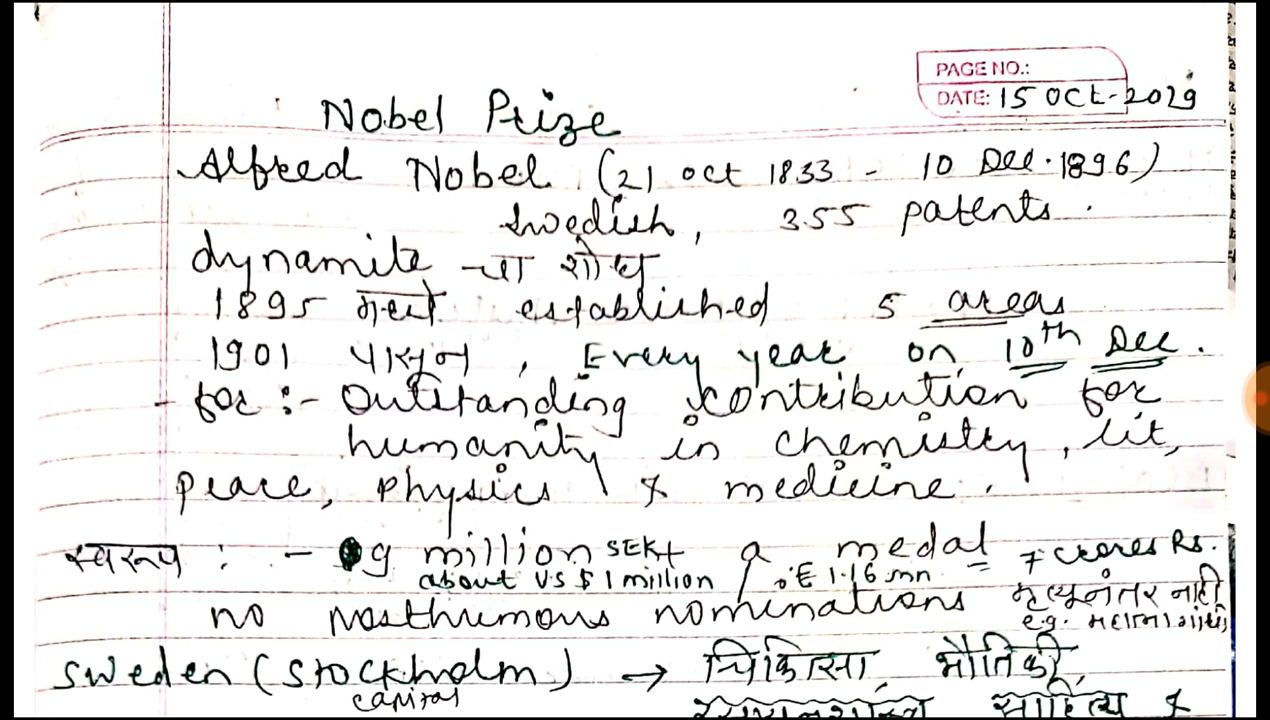 PAGE NO.:
DATE: 15 Oct-2019
Nobel Prize
Alfred Nobel (21 oct 1833 - 10 Dec. 1896)
Swedish, 355 patents.
dynamite चा शोध
1895 मध्ये established 5 areas
1901 पासून, Every year on 10th Dec.
- for :- Outstanding contribution for
humanity in chemistry, lit,
peace, physics & medicine.
स्वरूप : - 9 million SEK + a medal = 7 crores Rs.
about US $ 1 million, € 1.16 mn
no posthumous nominations मृत्यूनंतर नाही
e.g. महात्मा गांधी
Sweden (Stockholm) → चिकित्सा, भौतिकी,
capital
रसायनशास्त्र साहित्य &